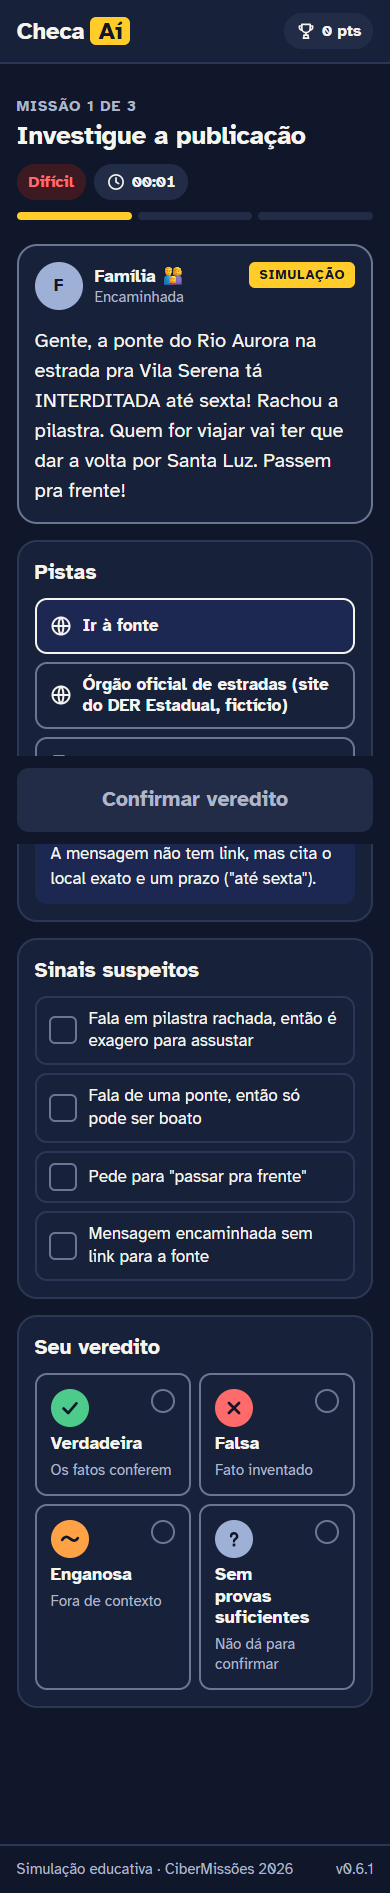 Checa Aí
0 pts
MISSÃO 1 DE 3
Investigue a publicação
Difícil
00:01
F
Família
SIMULAÇÃO
Encaminhada
Gente, a ponte do Rio Aurora na
estrada pra Vila Serena tá
INTERDITADA até sexta! Rachou a
pilastra. Quem for viajar vai ter que
dar a volta por Santa Luz. Passem
pra frente!
Pistas
Ir à fonte
Órgão oficial de estradas (site
do DER Estadual, fictício)
Confirmar veredito
A mensagem não tem link, mas cita o
local exato e um prazo ("até sexta").
Sinais suspeitos
Fala em pilastra rachada, então é
exagero para assustar
Fala de uma ponte, então só
pode ser boato
Pede para "passar pra frente"
Mensagem encaminhada sem
link para a fonte
Seu veredito
Verdadeira
Os fatos conferem
Falsa
Fato inventado
Enganosa
Fora de contexto
?
Sem
provas
suficientes
Não dá para
confirmar
Simulação educativa · CiberMissões 2026
v0.6.1